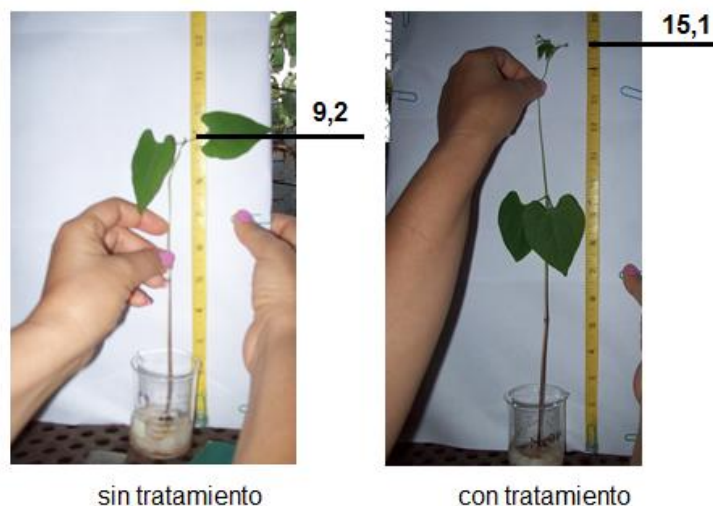 9,2
15,1
sin tratamiento
con tratamiento